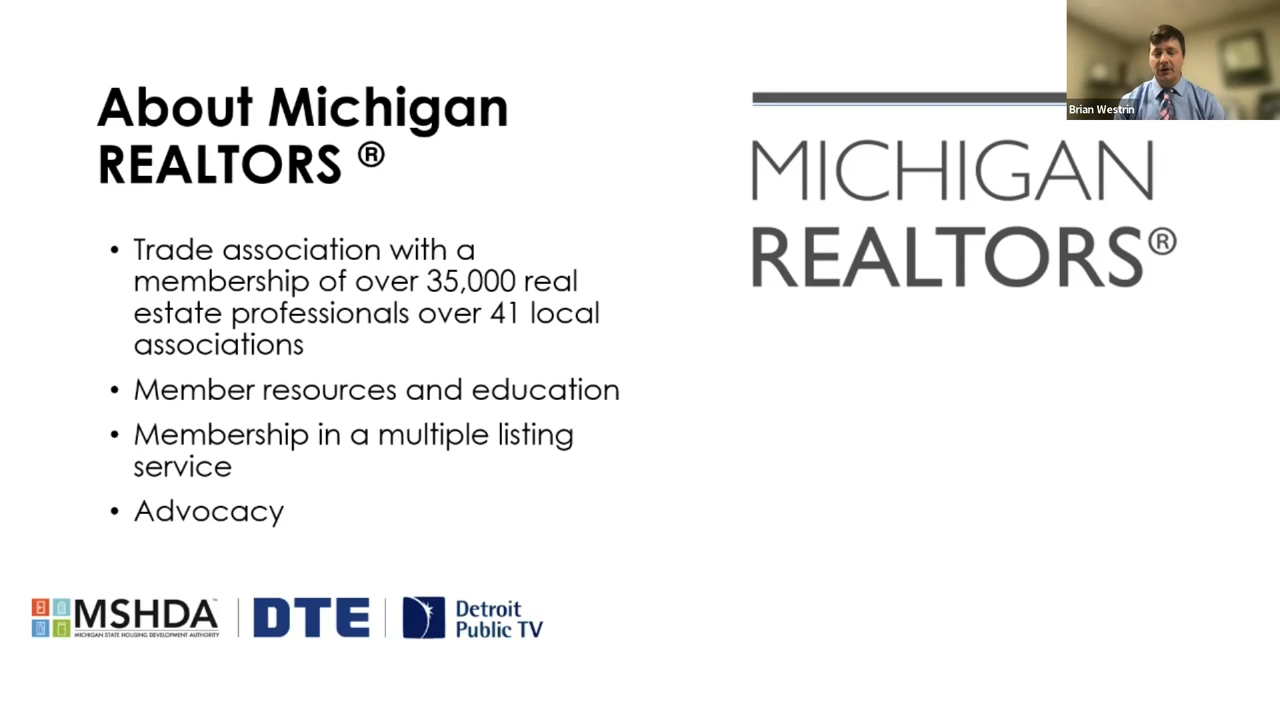 About Michigan
REALTORS ®
• Trade association with a
membership of over 35,000 real
estate professionals over 41 local
associations
• Member resources and education
• Membership in a multiple listing
service
• Advocacy
MICHIGAN
REALTORS®
Brian Westrin
MSHDA™
MICHIGAN STATE HOUSING DEVELOPMENT AUTHORITY
DTE
Detroit
Public TV